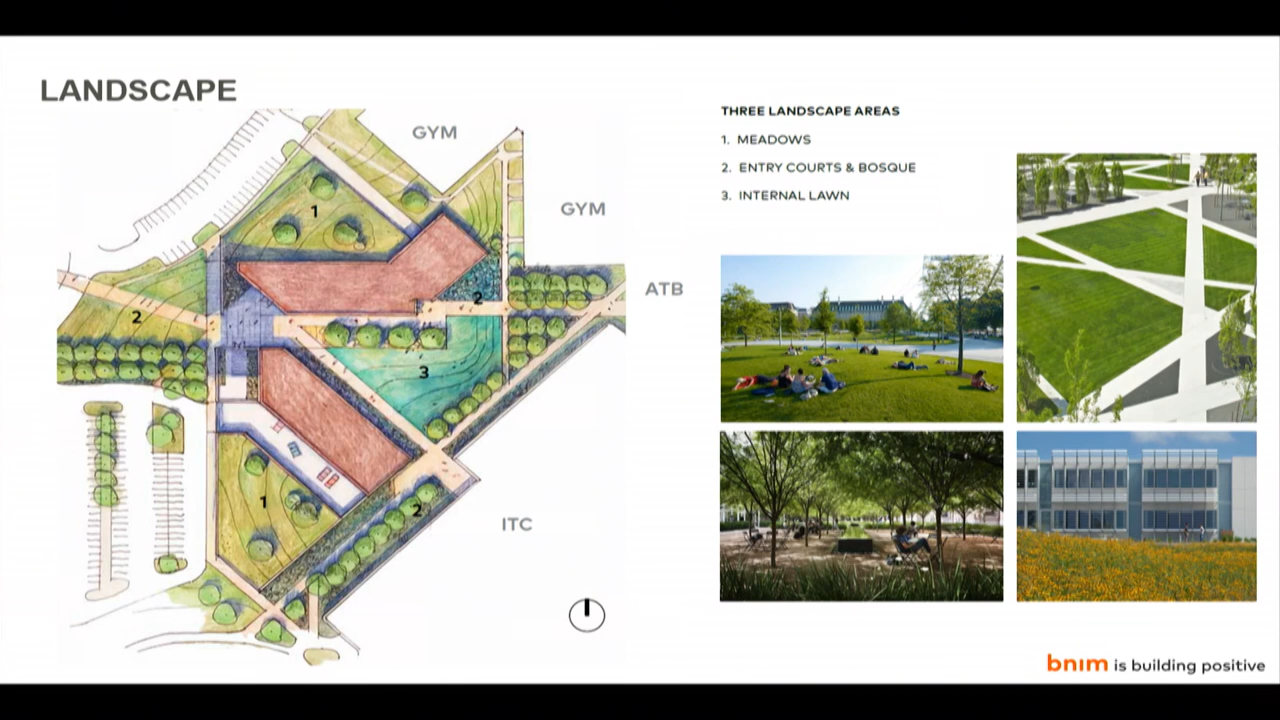 LANDSCAPE
GYM
GYM
ATB
ITC
1
2
2
3
1
2
THREE LANDSCAPE AREAS
1. MEADOWS
2. ENTRY COURTS & BOSQUE
3. INTERNAL LAWN
bnim is building positive